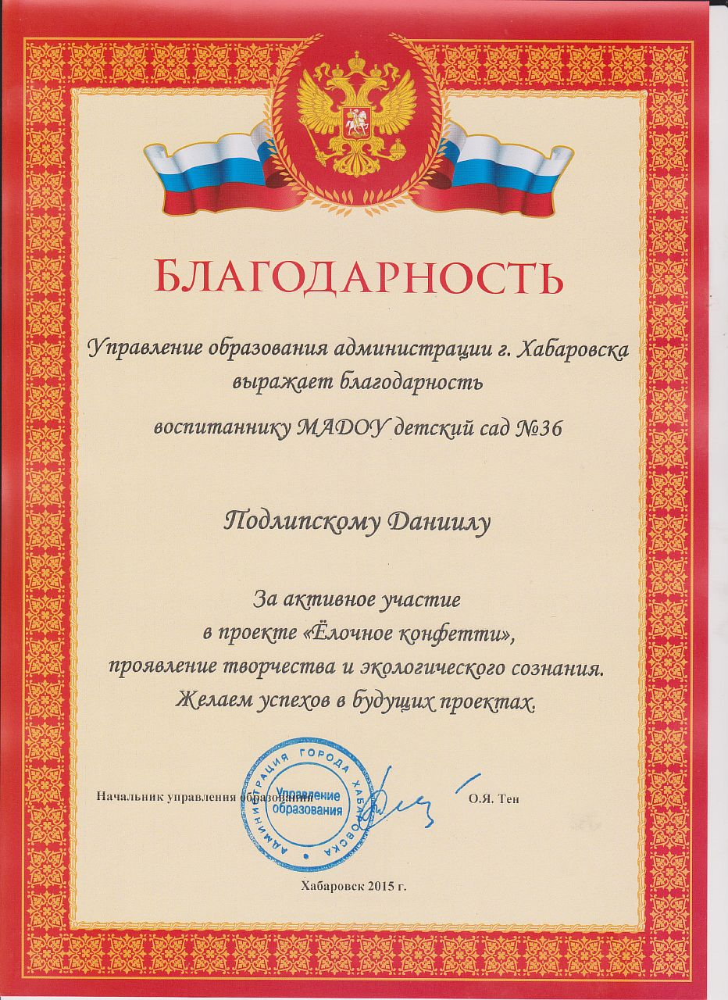 БЛАГОДАРНОСТЬ
Управление образования администрации г. Хабаровска
выражает благодарность
воспитаннику МАДОУ детский сад №36
Подлипскому Даниилу
За активное участие
в проекте «Ёлочное конфетти»,
проявление творчества и экологического сознания.
Желаем успехов в будущих проектах.
АДМИНИСТРАЦИЯ ГОРОДА ХАБАРОВСКА
Управление
образования
Начальник управления образования
О.Я. Тен
Хабаровск 2015 г.